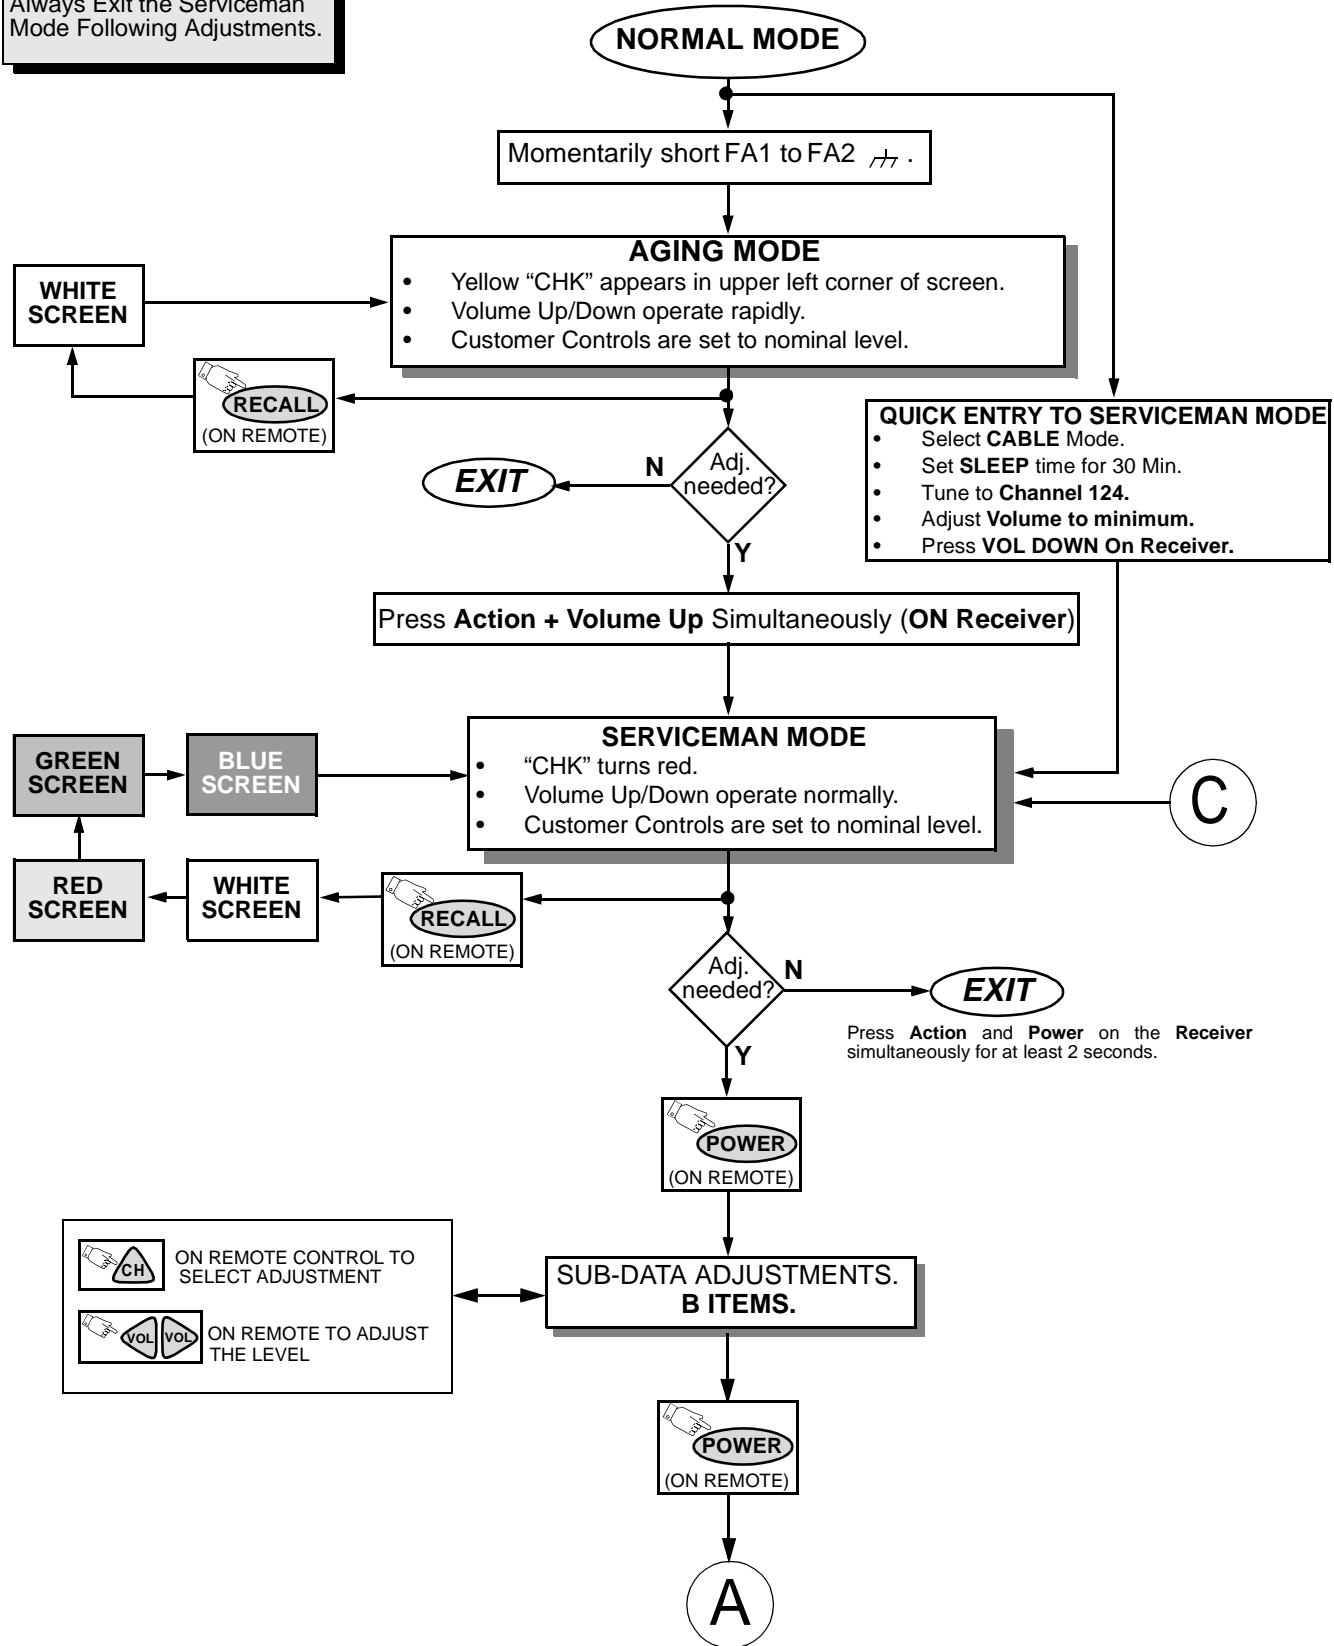 Always Exit the Serviceman
Mode Following Adjustments.
NORMAL MODE
Momentarily short FA1 to FA2 .
AGING MODE
• Yellow “CHK” appears in upper left corner of screen.
• Volume Up/Down operate rapidly.
• Customer Controls are set to nominal level.
WHITE
SCREEN
RECALL
(ON REMOTE)
Adj.
needed?
N
EXIT
Y
QUICK ENTRY TO SERVICEMAN MODE
• Select CABLE Mode.
• Set SLEEP time for 30 Min.
• Tune to Channel 124.
• Adjust Volume to minimum.
• Press VOL DOWN On Receiver.
Press Action + Volume Up Simultaneously (ON Receiver)
SERVICEMAN MODE
• “CHK” turns red.
• Volume Up/Down operate normally.
• Customer Controls are set to nominal level.
GREEN
SCREEN
BLUE
SCREEN
C
RED
SCREEN
WHITE
SCREEN
RECALL
(ON REMOTE)
Adj.
needed?
N
EXIT
Press Action and Power on the Receiver
simultaneously for at least 2 seconds.
Y
POWER
(ON REMOTE)
CH ON REMOTE CONTROL TO
SELECT ADJUSTMENT
VOL VOL ON REMOTE TO ADJUST
THE LEVEL
SUB-DATA ADJUSTMENTS.
B ITEMS.
POWER
(ON REMOTE)
A